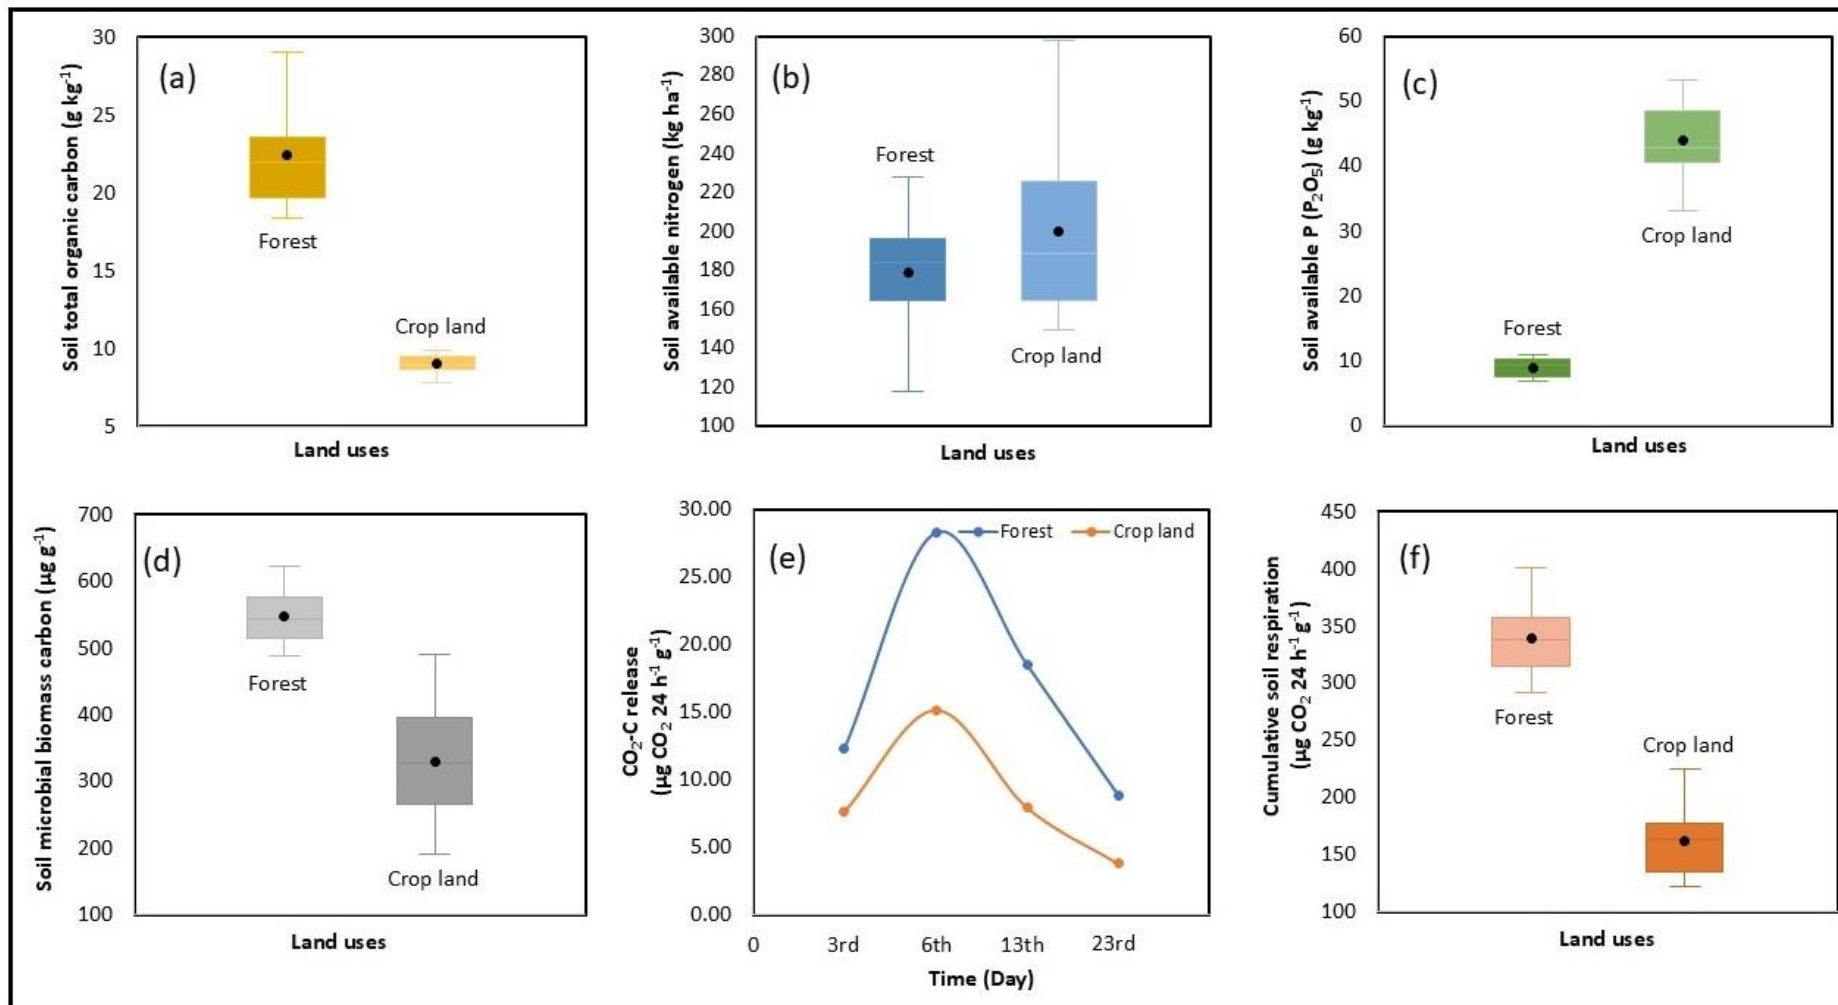 (a)
Soil total organic carbon (g kg⁻¹)
30
25
20
15
10
5
Forest
Crop land
Land uses
(b)
Soil available nitrogen (kg ha⁻¹)
300
280
260
240
220
200
180
160
140
120
100
Forest
Crop land
Land uses
(c)
Soil available P (P₂O₅) (g kg⁻¹)
60
50
40
30
20
10
0
Forest
Crop land
Land uses
(d)
Soil microbial biomass carbon (µg g⁻¹)
700
600
500
400
300
200
100
Forest
Crop land
Land uses
(e)
CO₂-C release
(µg CO₂ 24 h⁻¹ g⁻¹)
30.00
25.00
20.00
15.00
10.00
5.00
0.00
Forest Crop land
0 3rd 6th 13th 23rd
Time (Day)
(f)
Cumulative soil respiration
(µg CO₂ 24 h⁻¹ g⁻¹)
450
400
350
300
250
200
150
100
Forest
Crop land
Land uses